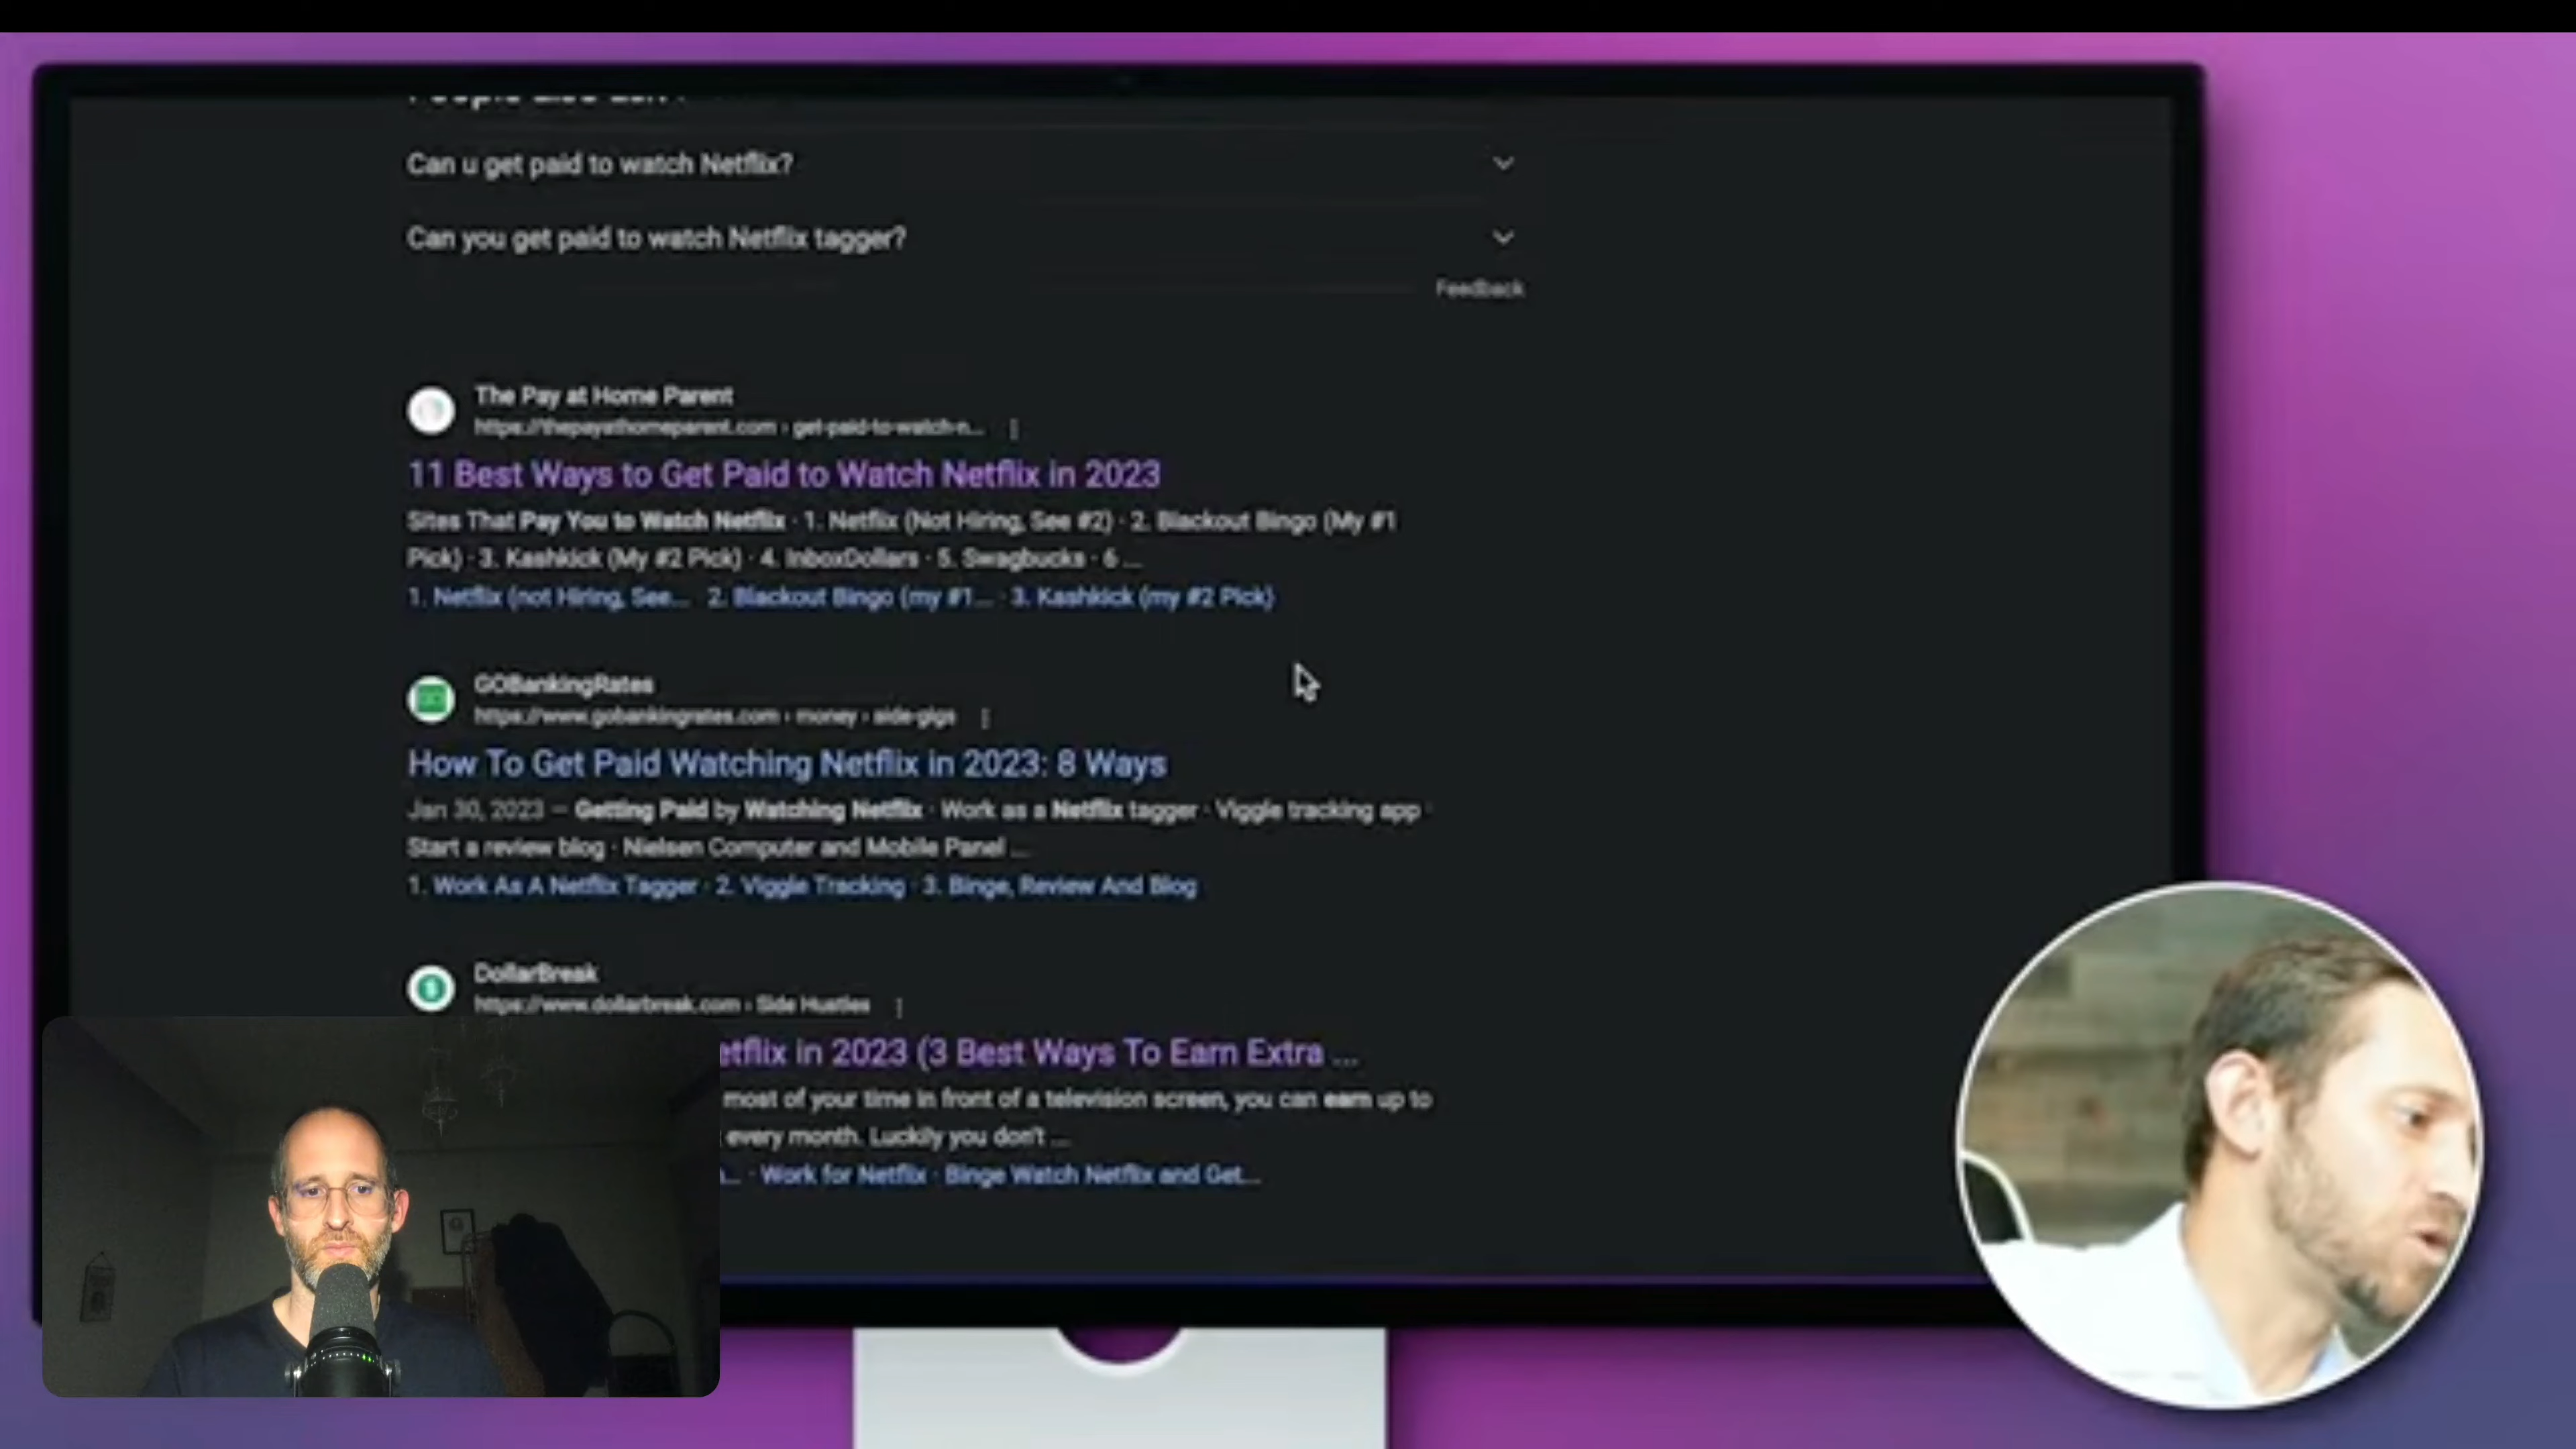 Can u get paid to watch Netflix?
Can you get paid to watch Netflix tagger?
Feedback
The Pay at Home Parent
https://thepayathomeparent.com › get-paid-to-watch-n...
11 Best Ways to Get Paid to Watch Netflix in 2023
Sites That Pay You to Watch Netflix · 1. Netflix (Not Hiring, See #2) · 2. Blackout Bingo (My #1
Pick) · 3. Kashkick (My #2 Pick) · 4. InboxDollars · 5. Swagbucks · 6 ...
1. Netflix (not Hiring, See... 2. Blackout Bingo (my #1... · 3. Kashkick (my #2 Pick)
GOBankingRates
https://www.gobankingrates.com › money › side-gigs
How To Get Paid Watching Netflix in 2023: 8 Ways
Jan 30, 2023 — Getting Paid by Watching Netflix · Work as a Netflix tagger · Viggle tracking app ·
Start a review blog · Nielsen Computer and Mobile Panel ...
1. Work As A Netflix Tagger · 2. Viggle Tracking · 3. Binge, Review And Blog
DollarBreak
https://www.dollarbreak.com › Side Hustles
etflix in 2023 (3 Best Ways To Earn Extra ...
most of your time in front of a television screen, you can earn up to
every month. Luckily you don't ...
... · Work for Netflix · Binge Watch Netflix and Get...